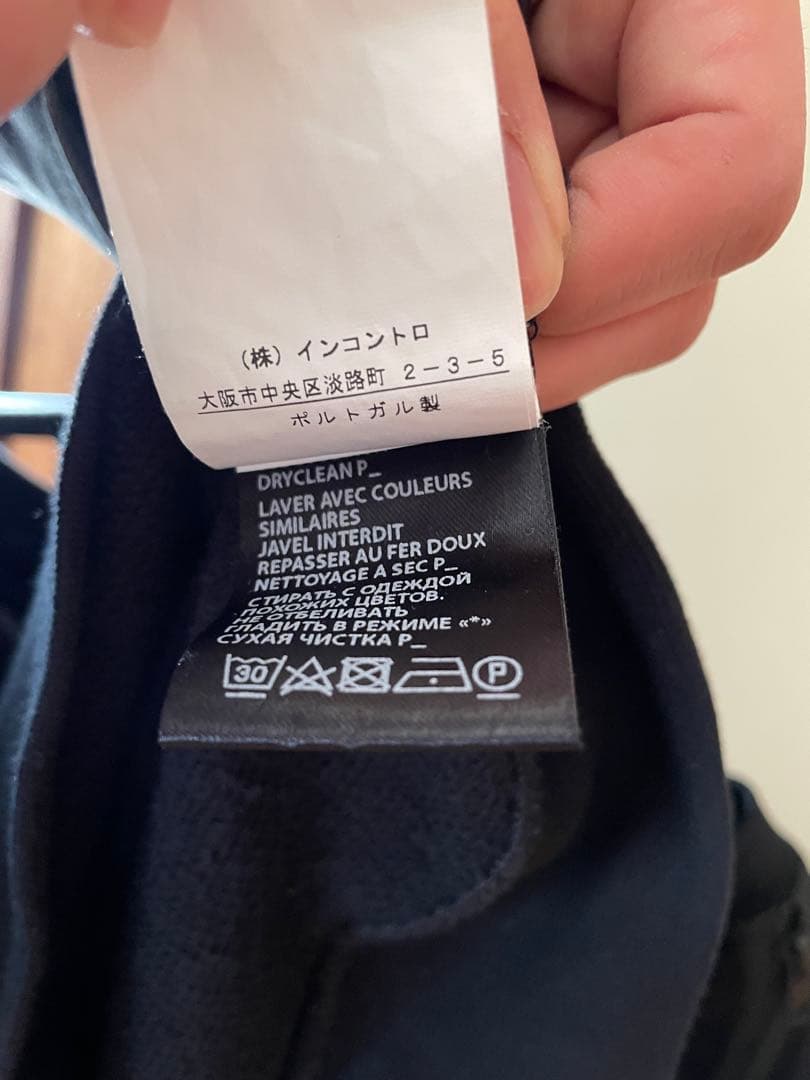 (株) インコントロ
大阪市中央区淡路町 2-3-5
ポルトガル製
DRYCLEAN P_
LAVER AVEC COULEURS
SIMILAIRES
JAVEL INTERDIT
REPASSER AU FER DOUX
NETTOYAGE A SEC P_
СТИРАТЬ С ОДЕЖДОЙ
ПОХОЖИХ ЦВЕТОВ.
НЕ ОТБЕЛИВАТЬ
ГЛАДИТЬ В РЕЖИМЕ «*»
СУХАЯ ЧИСТКА P_
30 P